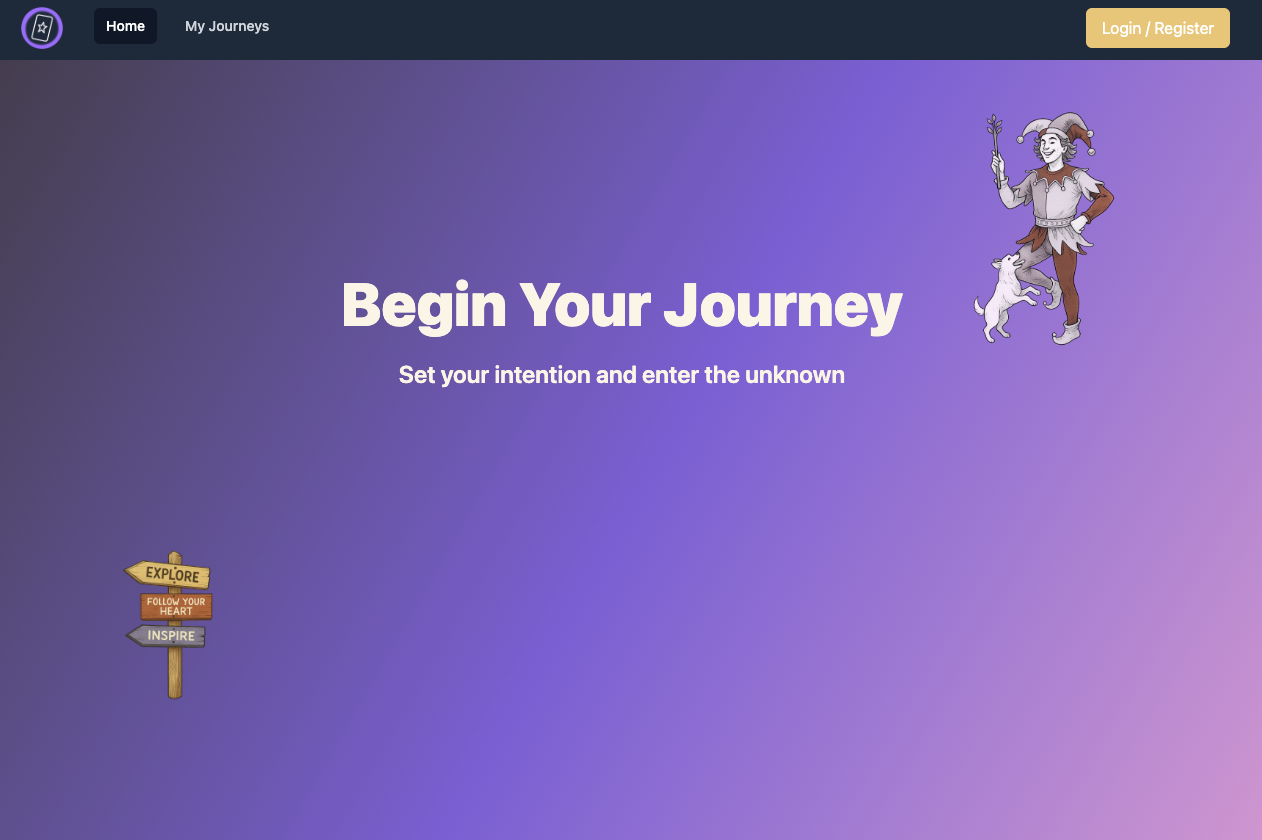 Home
My Journeys
Login / Register
Begin Your Journey
Set your intention and enter the unknown
EXPLORE
FOLLOW YOUR
HEART
INSPIRE